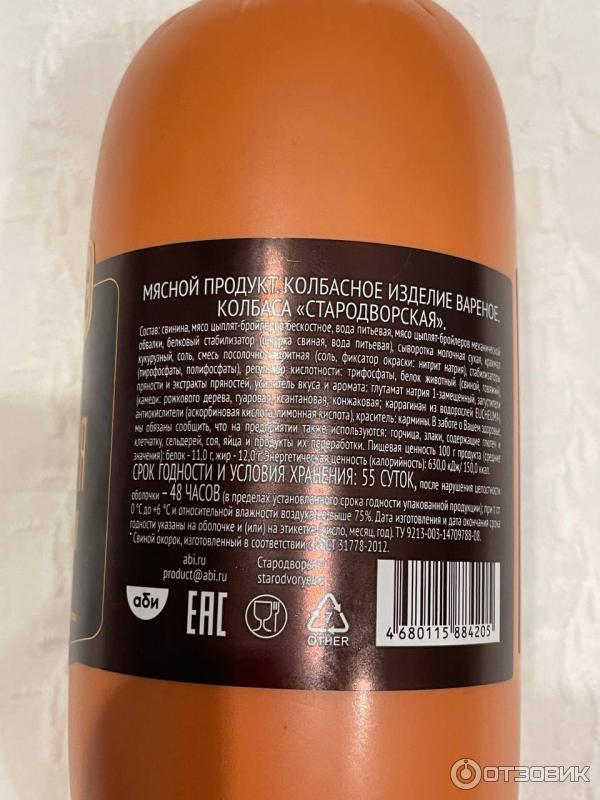 МЯСНОЙ ПРОДУКТ. КОЛБАСНОЕ ИЗДЕЛИЕ ВАРЕНОЕ.
КОЛБАСА «СТАРОДВОРСКАЯ».
Состав: свинина, мясо цыплят-бройлеров бескостное, вода питьевая, мясо цыплят-бройлеров механической
обвалки, белковый стабилизатор (шкурка свиная, вода питьевая), сыворотка молочная сухая, крахмал
кукурузный, соль, смесь посолочно-нитритная (соль, фиксатор окраски: нитрит натрия), стабилизаторы
(пирофосфаты, полифосфаты), регулятор кислотности: трифосфаты, белок животный (свиной, говяжий),
пряности и экстракты пряностей, усилитель вкуса и аромата: глутамат натрия 1-замещенный, загустители
(камеди: рожкового дерева, гуаровая, ксантановая, конжаковая; каррагинан из водорослей EUCHEUMA),
антиокислители (аскорбиновая кислота, лимонная кислота), краситель: кармины. В заботе о Вашем здоровье
мы обязаны сообщить, что на предприятии также используются: горчица, злаки, содержащие глютен и
клетчатку, сельдерей, соя, яйца и продукты их переработки. Пищевая ценность 100 г продукта (средние
значения): белок - 11,0 г, жир - 12,0 г. Энергетическая ценность (калорийность): 630,0 кДж/ 150,0 ккал.
СРОК ГОДНОСТИ И УСЛОВИЯ ХРАНЕНИЯ: 55 СУТОК, после нарушения целостности
оболочки – 48 ЧАСОВ (в пределах установленного срока годности упакованной продукции); при t от
0 °С до +6 °С и относительной влажности воздуха не выше 75%. Дата изготовления и дата окончания срока
годности указаны на оболочке и (или) на этикетке (число, месяц, год). ТУ 9213-003-14709788-08.
* Свиной окорок, изготовленный в соответствии с ГОСТ 31778-2012.
abi.ru Стародворье.рф
product@abi.ru starodvorye.ru
аби ЕАС 7 OTHER
4 680115 884205
ОТЗОВИК